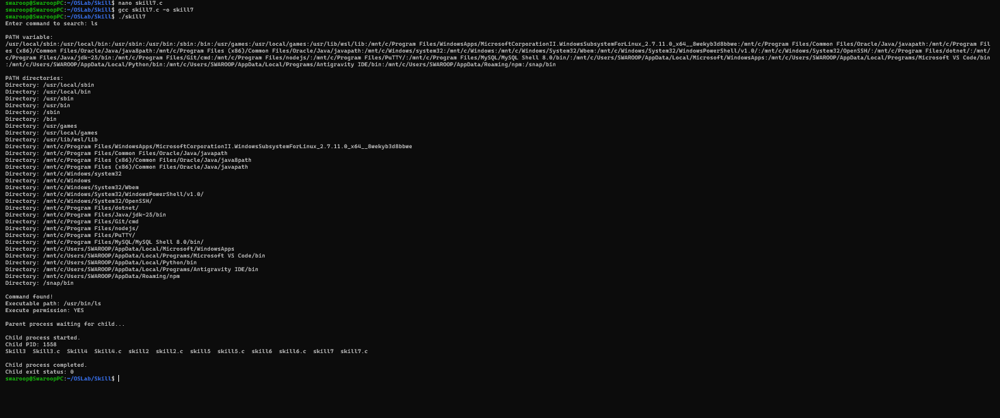 swaroop@SwaroopPC:~/OSLab/Skill$ nano skill7.c
swaroop@SwaroopPC:~/OSLab/Skill$ gcc skill7.c -o skill7
swaroop@SwaroopPC:~/OSLab/Skill$ ./skill7
Enter command to search: ls
PATH variable:
/usr/local/sbin:/usr/local/bin:/usr/sbin:/usr/bin:/sbin:/bin:/usr/games:/usr/local/games:/usr/lib/wsl/lib:/mnt/c/Program Files/WindowsApps/MicrosoftCorporationII.WindowsSubsystemForLinux_2.7.11.0_x64__8wekyb3d8bbwe:/mnt/c/Program Files/Common Files/Oracle/Java/javapath:/mnt/c/Program Fil
es (x86)/Common Files/Oracle/Java/java8path:/mnt/c/Program Files (x86)/Common Files/Oracle/Java/javapath:/mnt/c/Windows/system32:/mnt/c/Windows:/mnt/c/Windows/System32/Wbem:/mnt/c/Windows/System32/WindowsPowerShell/v1.0/:/mnt/c/Windows/System32/OpenSSH/:/mnt/c/Program Files/dotnet/:/mnt/
c/Program Files/Java/jdk-25/bin:/mnt/c/Program Files/Git/cmd:/mnt/c/Program Files/nodejs/:/mnt/c/Program Files/PuTTY/:/mnt/c/Program Files/MySQL/MySQL Shell 8.0/bin/:/mnt/c/Users/SWAROOP/AppData/Local/Microsoft/WindowsApps:/mnt/c/Users/SWAROOP/AppData/Local/Programs/Microsoft VS Code/bin
:/mnt/c/Users/SWAROOP/AppData/Local/Python/bin:/mnt/c/Users/SWAROOP/AppData/Local/Programs/Antigravity IDE/bin:/mnt/c/Users/SWAROOP/AppData/Roaming/npm:/snap/bin
PATH directories:
Directory: /usr/local/sbin
Directory: /usr/local/bin
Directory: /usr/sbin
Directory: /usr/bin
Directory: /sbin
Directory: /bin
Directory: /usr/games
Directory: /usr/local/games
Directory: /usr/lib/wsl/lib
Directory: /mnt/c/Program Files/WindowsApps/MicrosoftCorporationII.WindowsSubsystemForLinux_2.7.11.0_x64__8wekyb3d8bbwe
Directory: /mnt/c/Program Files/Common Files/Oracle/Java/javapath
Directory: /mnt/c/Program Files (x86)/Common Files/Oracle/Java/java8path
Directory: /mnt/c/Program Files (x86)/Common Files/Oracle/Java/javapath
Directory: /mnt/c/Windows/system32
Directory: /mnt/c/Windows
Directory: /mnt/c/Windows/System32/Wbem
Directory: /mnt/c/Windows/System32/WindowsPowerShell/v1.0/
Directory: /mnt/c/Windows/System32/OpenSSH/
Directory: /mnt/c/Program Files/dotnet/
Directory: /mnt/c/Program Files/Java/jdk-25/bin
Directory: /mnt/c/Program Files/Git/cmd
Directory: /mnt/c/Program Files/nodejs/
Directory: /mnt/c/Program Files/PuTTY/
Directory: /mnt/c/Program Files/MySQL/MySQL Shell 8.0/bin/
Directory: /mnt/c/Users/SWAROOP/AppData/Local/Microsoft/WindowsApps
Directory: /mnt/c/Users/SWAROOP/AppData/Local/Programs/Microsoft VS Code/bin
Directory: /mnt/c/Users/SWAROOP/AppData/Local/Python/bin
Directory: /mnt/c/Users/SWAROOP/AppData/Local/Programs/Antigravity IDE/bin
Directory: /mnt/c/Users/SWAROOP/AppData/Roaming/npm
Directory: /snap/bin
Command found!
Executable path: /usr/bin/ls
Execute permission: YES
Parent process waiting for child...
Child process started.
Child PID: 1558
Skill3  Skill3.c  Skill4  Skill4.c  skill2  skill2.c  skill5  skill5.c  skill6  skill6.c  skill7  skill7.c
Child process completed.
Child exit status: 0
swaroop@SwaroopPC:~/OSLab/Skill$